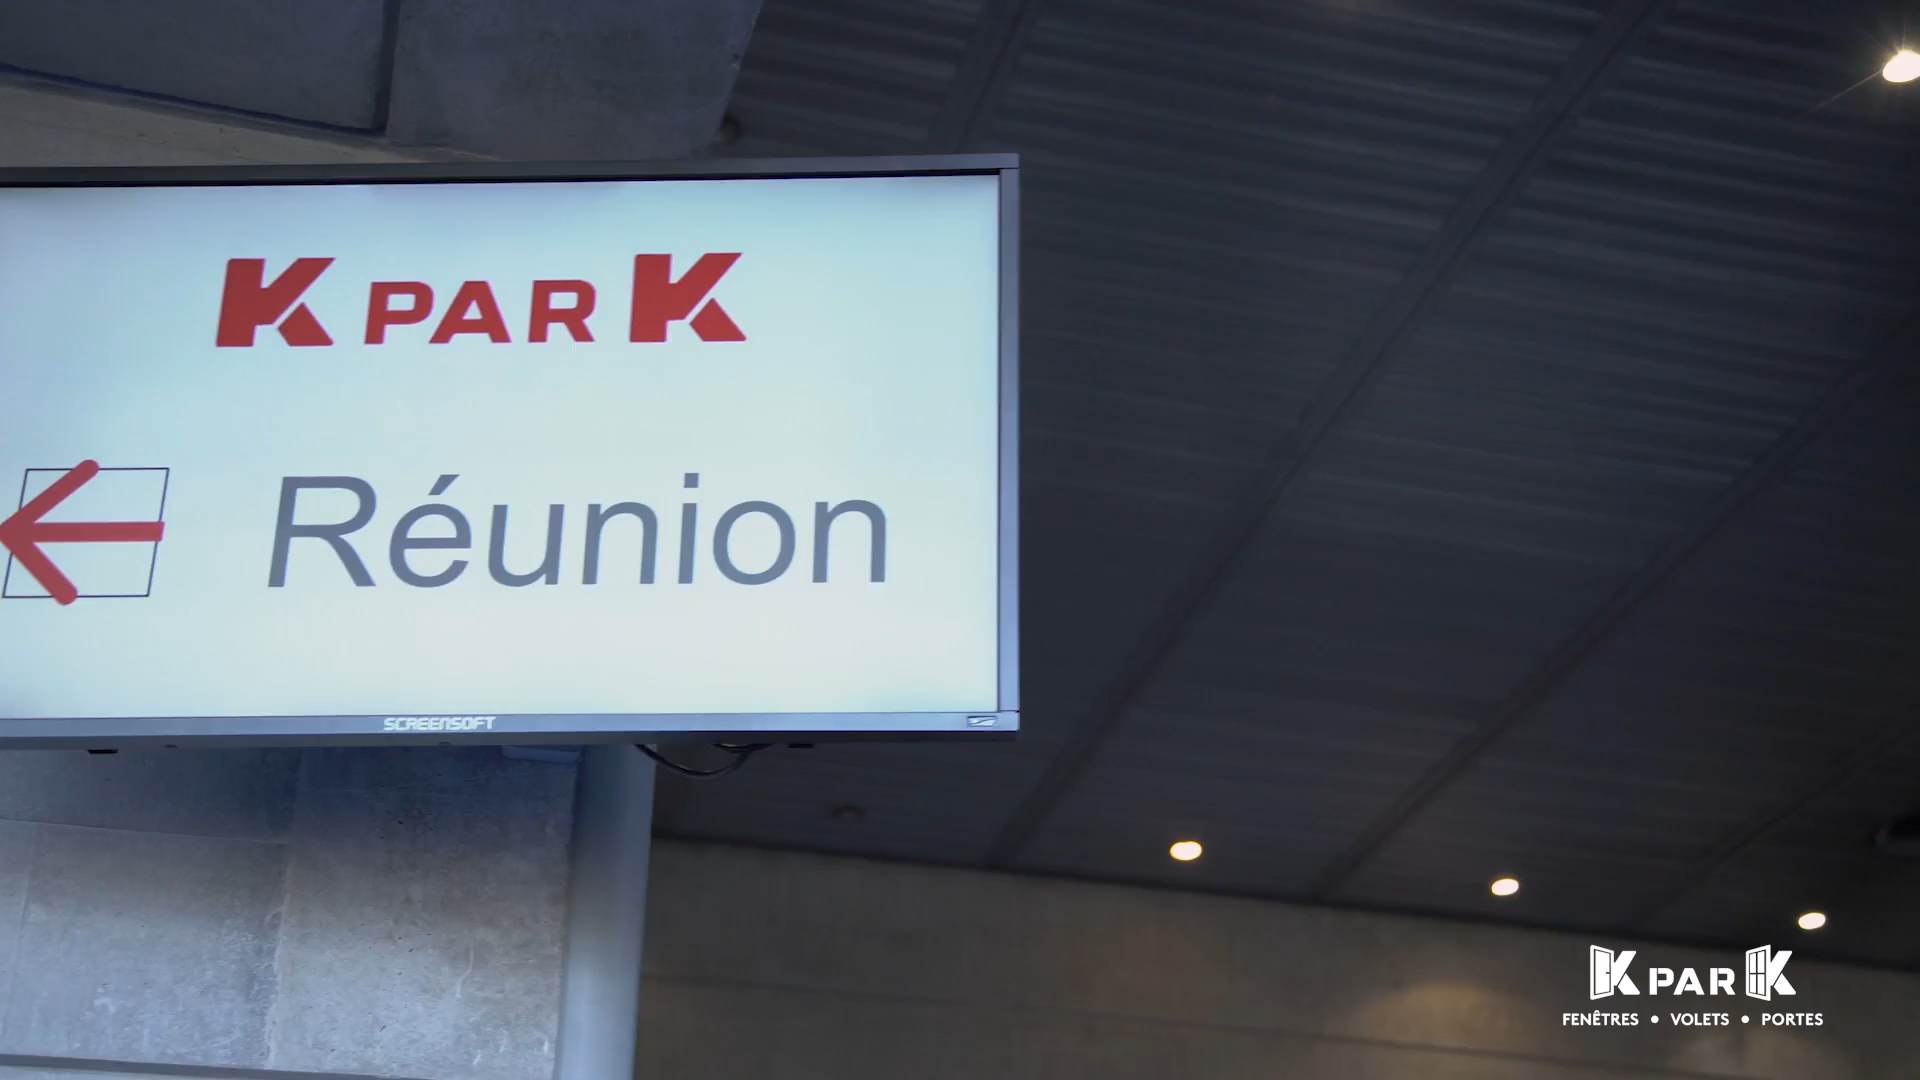 K PAR K
Réunion
SCREENSOFT
K PAR K
FENÊTRES • VOLETS • PORTES